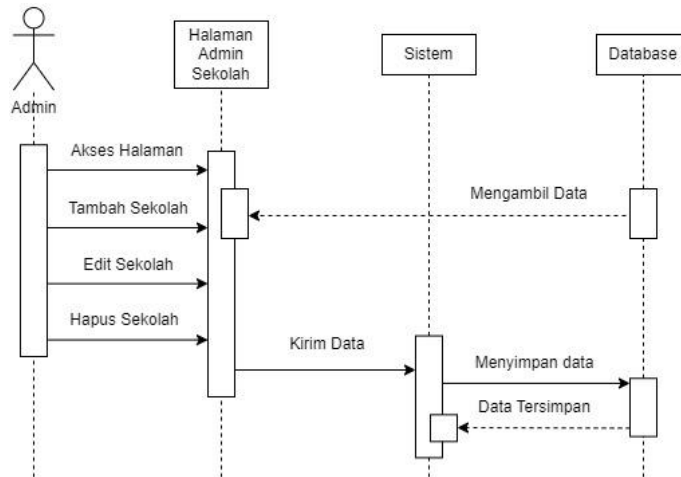 Halaman
Admin
Sekolah
Sistem
Database
Admin
Akses Halaman
Mengambil Data
Tambah Sekolah
Edit Sekolah
Hapus Sekolah
Kirim Data
Menyimpan data
Data Tersimpan